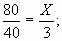 80/40 = X/3;